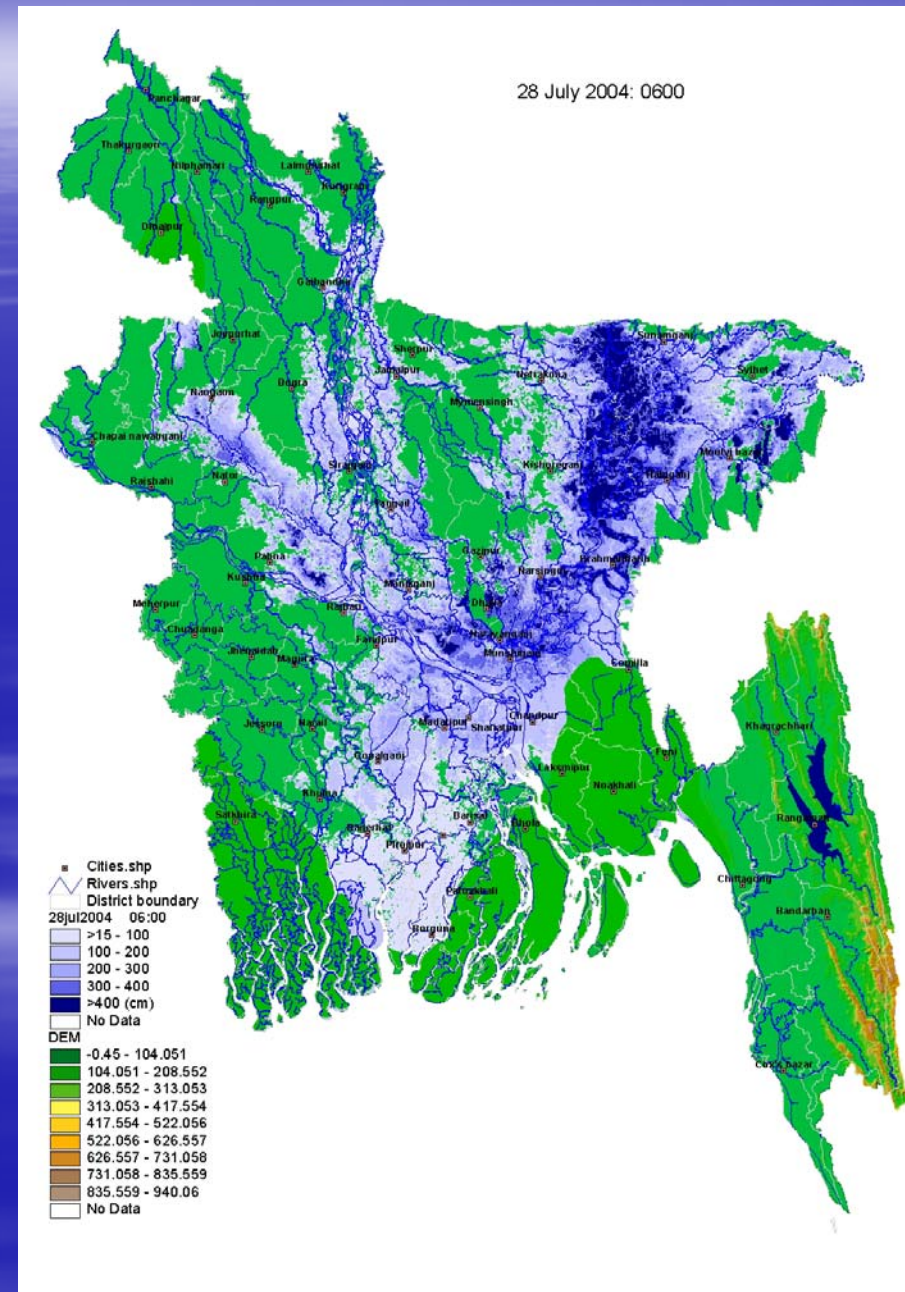 28 July 2004: 0600
Panchagar
Thakurgaon
Nilphamari
Lalmonirhat
Kurigram
Rangpur
Dinajpur
Gaibandha
Joypurhat
Sherpur
Sunamganj
Jamalpur
Netrakona
Sylhet
Bogra
Naogaon
Mymensingh
Chapai nawabganj
Sirajganj
Kishoreganj
Moulvi bazar
Natore
Habiganj
Rajshahi
Tangail
Gazipur
Brahmanbaria
Pabna
Narsingdi
Kushtia
Manikganj
Meherpur
Rajbari
Dhaka
Chuadanga
Faridpur
Narayanganj
Jhenaidah
Magura
Munshiganj
Comilla
Jessore
Narail
Madaripur
Shariatpur
Chandpur
Khagrachhari
Gopalganj
Feni
Laksmipur
Noakhali
Khulna
Satkhira
Barisal
Bhola
Rangamati
Bagerhat
Pirojpur
Chittagong
Patuakhali
Bandarban
Borguna
Cox's bazar
Cities.shp
Rivers.shp
District boundary
28jul2004 06:00
>15 - 100
100 - 200
200 - 300
300 - 400
>400 (cm)
No Data
DEM
-0.45 - 104.051
104.051 - 208.552
208.552 - 313.053
313.053 - 417.554
417.554 - 522.056
522.056 - 626.557
626.557 - 731.058
731.058 - 835.559
835.559 - 940.06
No Data